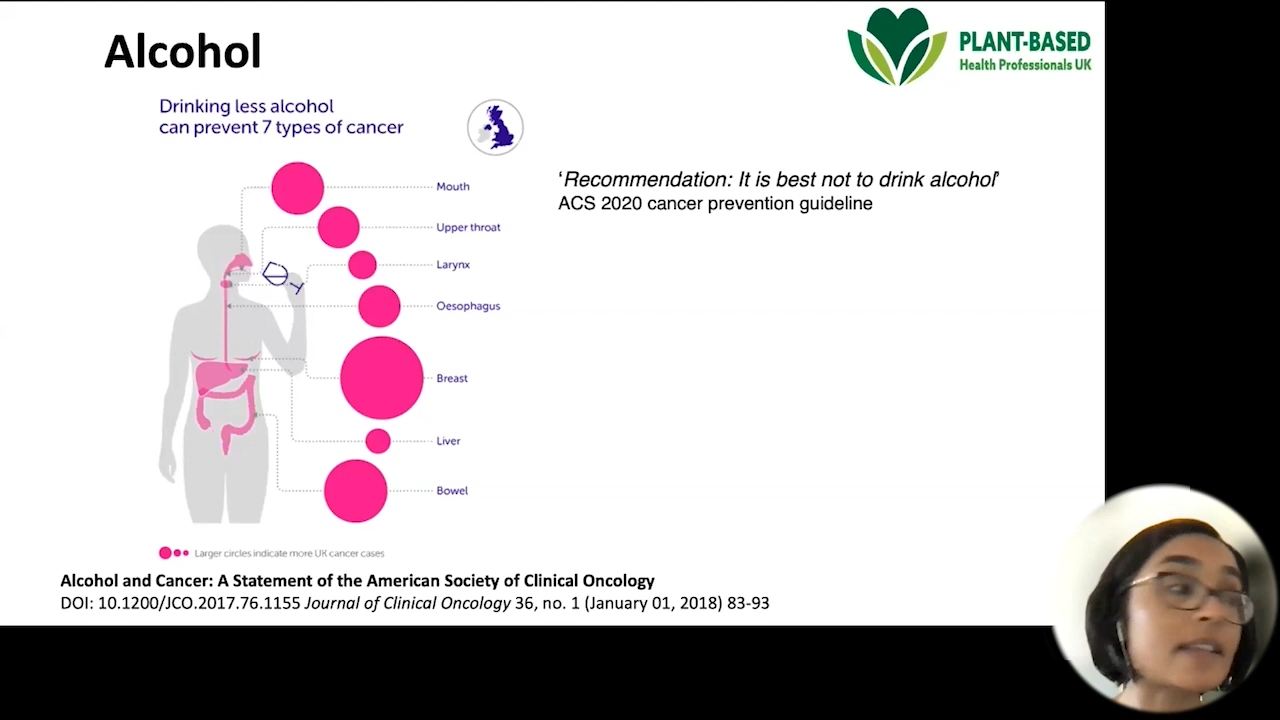 Alcohol
PLANT-BASED
Health Professionals UK
Drinking less alcohol
can prevent 7 types of cancer
'Recommendation: It is best not to drink alcohol'
ACS 2020 cancer prevention guideline
Mouth
Upper throat
Larynx
Oesophagus
Breast
Liver
Bowel
Larger circles indicate more UK cancer cases
Alcohol and Cancer: A Statement of the American Society of Clinical Oncology
DOI: 10.1200/JCO.2017.76.1155 Journal of Clinical Oncology 36, no. 1 (January 01, 2018) 83-93